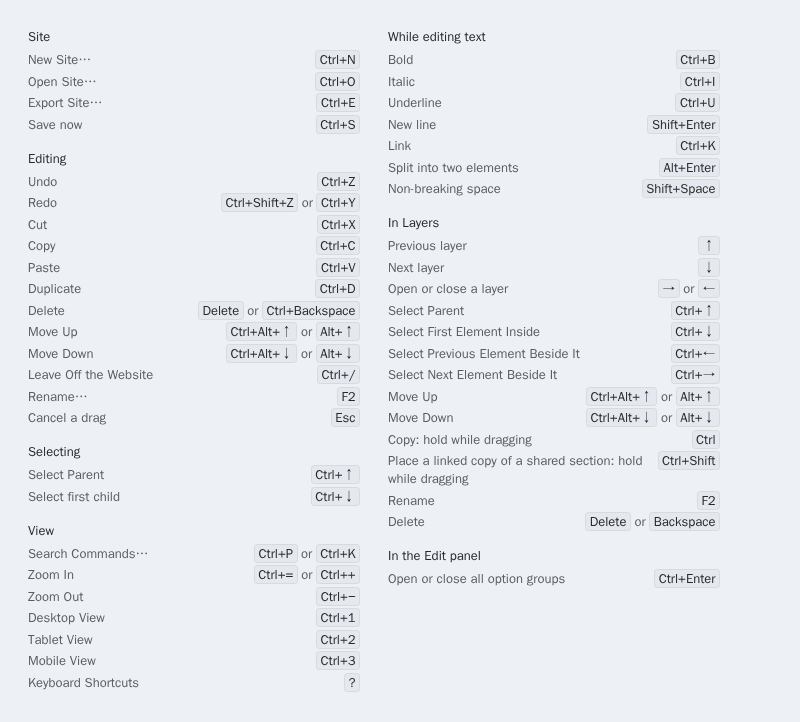 Site
New Site⋯ Ctrl+N
Open Site⋯ Ctrl+O
Export Site⋯ Ctrl+E
Save now Ctrl+S
Editing
Undo Ctrl+Z
Redo Ctrl+Shift+Z or Ctrl+Y
Cut Ctrl+X
Copy Ctrl+C
Paste Ctrl+V
Duplicate Ctrl+D
Delete Delete or Ctrl+Backspace
Move Up Ctrl+Alt+↑ or Alt+↑
Move Down Ctrl+Alt+↓ or Alt+↓
Leave Off the Website Ctrl+/
Rename⋯ F2
Cancel a drag Esc
Selecting
Select Parent Ctrl+↑
Select first child Ctrl+↓
View
Search Commands⋯ Ctrl+P or Ctrl+K
Zoom In Ctrl+= or Ctrl++
Zoom Out Ctrl+−
Desktop View Ctrl+1
Tablet View Ctrl+2
Mobile View Ctrl+3
Keyboard Shortcuts ?
While editing text
Bold Ctrl+B
Italic Ctrl+I
Underline Ctrl+U
New line Shift+Enter
Link Ctrl+K
Split into two elements Alt+Enter
Non-breaking space Shift+Space
In Layers
Previous layer ↑
Next layer ↓
Open or close a layer → or ←
Select Parent Ctrl+↑
Select First Element Inside Ctrl+↓
Select Previous Element Beside It Ctrl+←
Select Next Element Beside It Ctrl+→
Move Up Ctrl+Alt+↑ or Alt+↑
Move Down Ctrl+Alt+↓ or Alt+↓
Copy: hold while dragging Ctrl
Place a linked copy of a shared section: hold Ctrl+Shift
while dragging
Rename F2
Delete Delete or Backspace
In the Edit panel
Open or close all option groups Ctrl+Enter